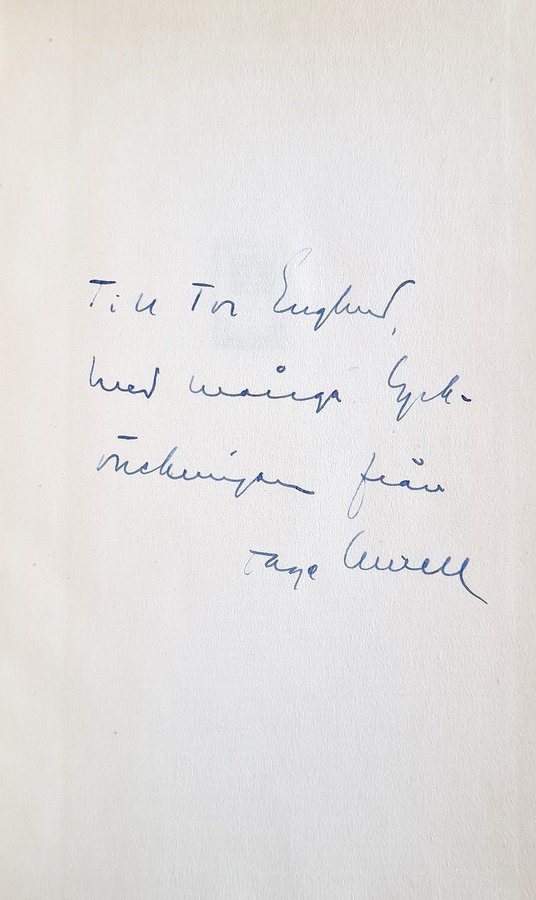 Till Tor Englund,
med många lyck-
önskningar från
Tage Aurell